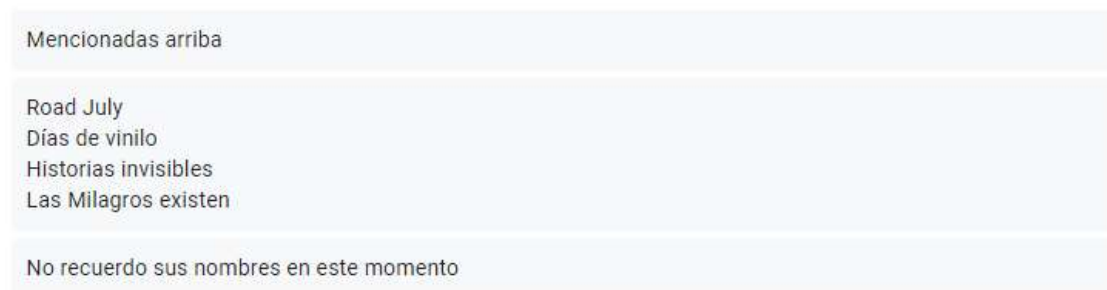 Mencionadas arriba
Road July
Días de vinilo
Historias invisibles
Las Milagros existen
No recuerdo sus nombres en este momento